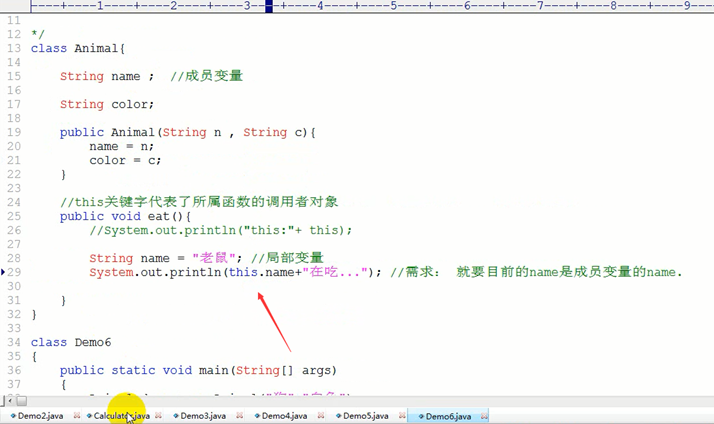 ----+----1----+----2----+----3----+----4----+----5----+----6----+----7----+----8----+----9----
11
12 */
13 class Animal{
14
15 String name ; //成员变量
16
17 String color;
18
19 public Animal(String n , String c){
20 name = n;
21 color = c;
22 }
23
24 //this关键字代表了所属函数的调用者对象
25 public void eat(){
26 //System.out.println("this:"+ this);
27
28 String name = "老鼠"; //局部变量
29 System.out.println(this.name+"在吃..."); //需求： 就要目前的name是成员变量的name.
30
31 }
32 }
33
34 class Demo6
35 {
36 public static void main(String[] args)
37 {
Demo2.java Calculator.java Demo3.java Demo4.java Demo5.java Demo6.java